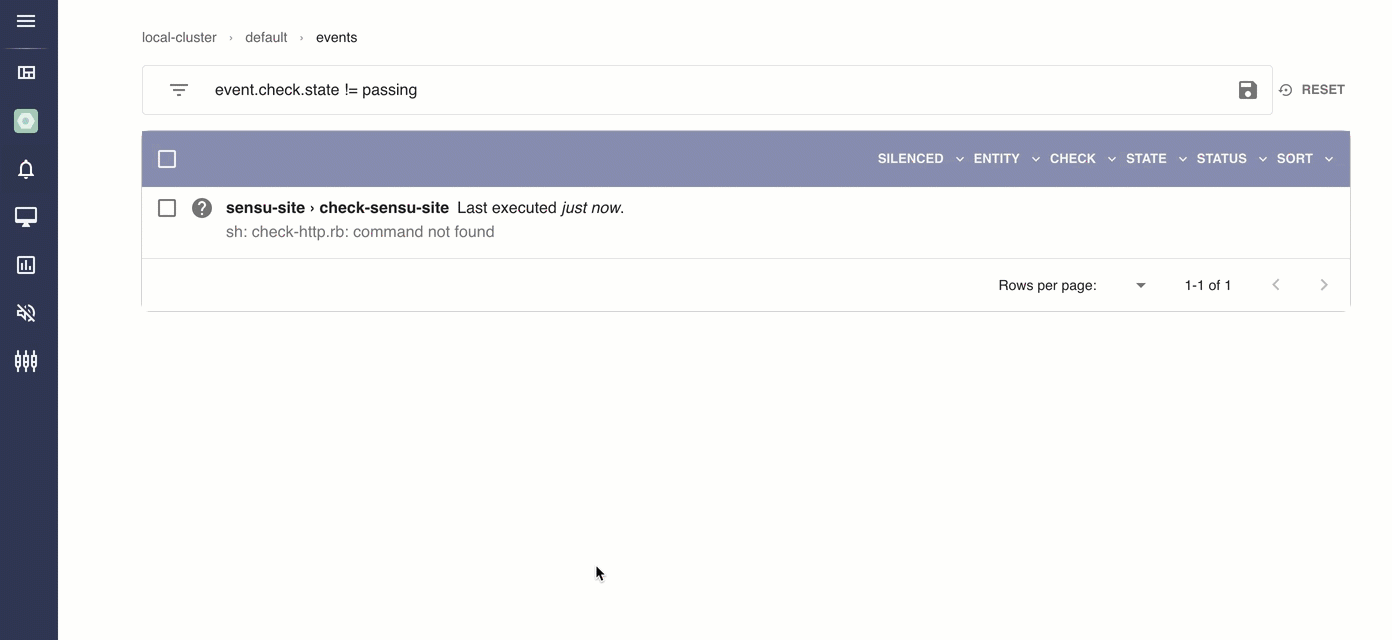 local-cluster › default › events
event.check.state != passing
RESET
SILENCED ENTITY CHECK STATE STATUS SORT
sensu-site › check-sensu-site Last executed just now.
sh: check-http.rb: command not found
Rows per page: 1-1 of 1